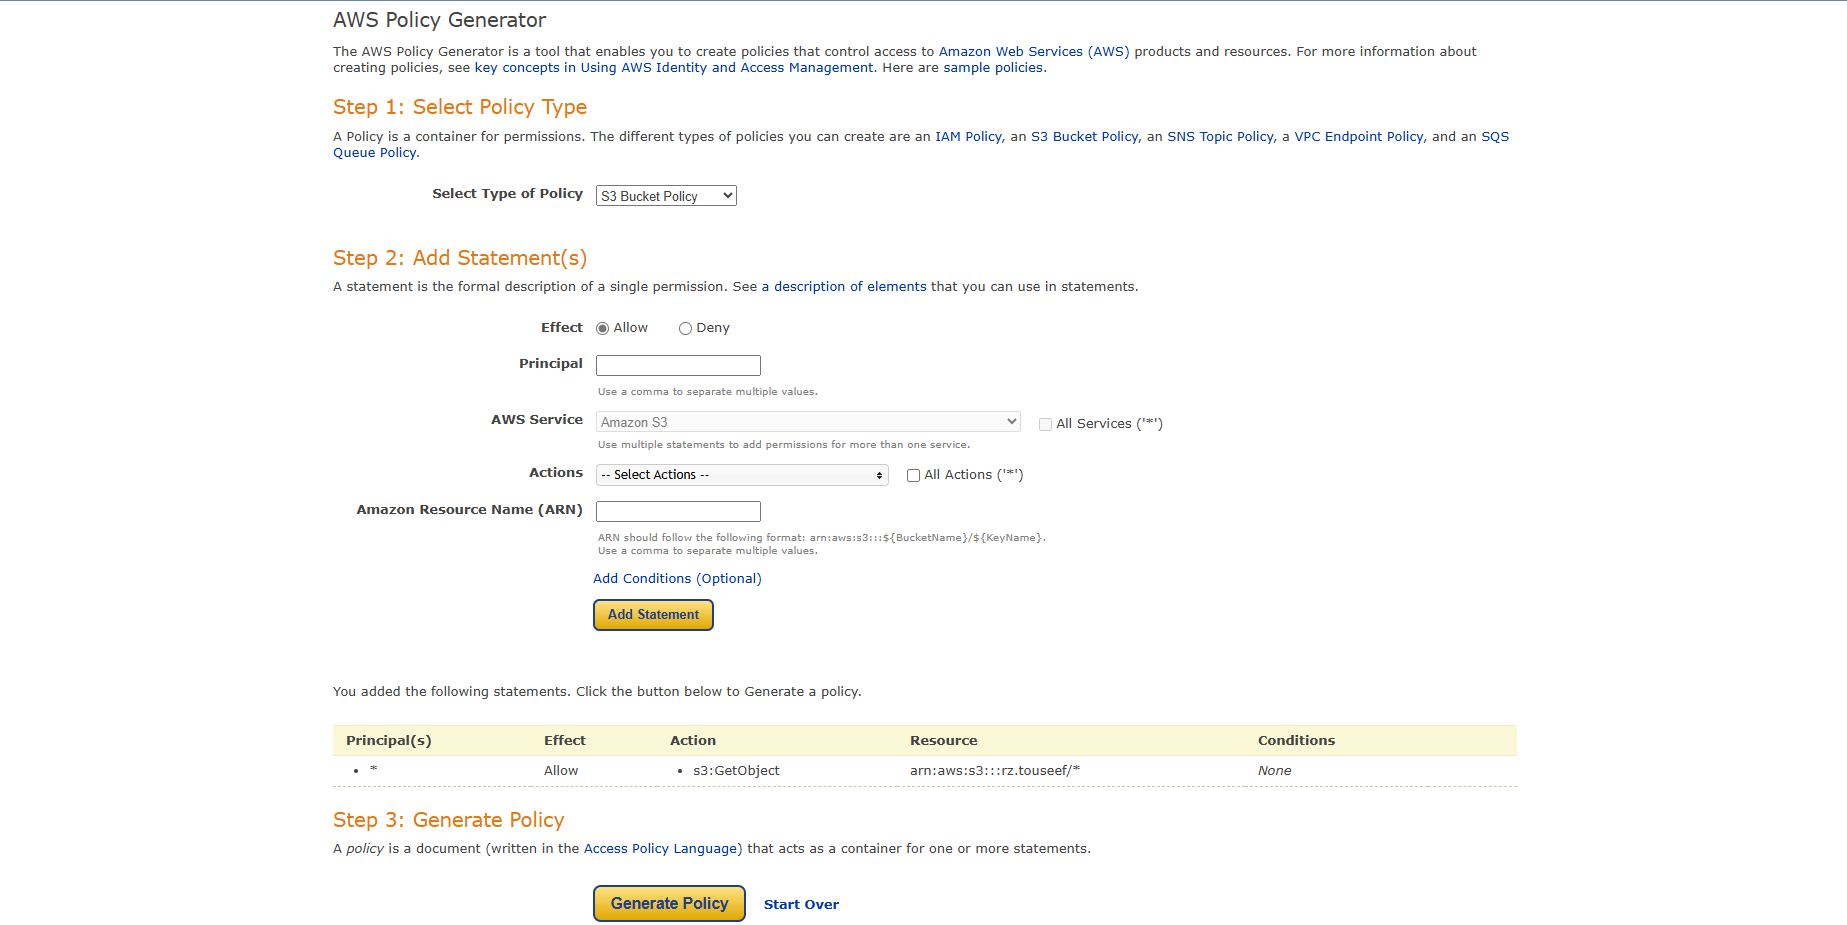 AWS Policy Generator
The AWS Policy Generator is a tool that enables you to create policies that control access to Amazon Web Services (AWS) products and resources. For more information about
creating policies, see key concepts in Using AWS Identity and Access Management. Here are sample policies.
Step 1: Select Policy Type
A Policy is a container for permissions. The different types of policies you can create are an IAM Policy, an S3 Bucket Policy, an SNS Topic Policy, a VPC Endpoint Policy, and an SQS
Queue Policy.
Select Type of Policy S3 Bucket Policy
Step 2: Add Statement(s)
A statement is the formal description of a single permission. See a description of elements that you can use in statements.
Effect Allow Deny
Principal
Use a comma to separate multiple values.
AWS Service Amazon S3 All Services ('*')
Use multiple statements to add permissions for more than one service.
Actions -- Select Actions -- All Actions ('*')
Amazon Resource Name (ARN)
ARN should follow the following format: arn:aws:s3:::${BucketName}/${KeyName}.
Use a comma to separate multiple values.
Add Conditions (Optional)
Add Statement
You added the following statements. Click the button below to Generate a policy.
Principal(s) Effect Action Resource Conditions
• * Allow • s3:GetObject arn:aws:s3:::rz.touseef/* None
Step 3: Generate Policy
A policy is a document (written in the Access Policy Language) that acts as a container for one or more statements.
Generate Policy Start Over